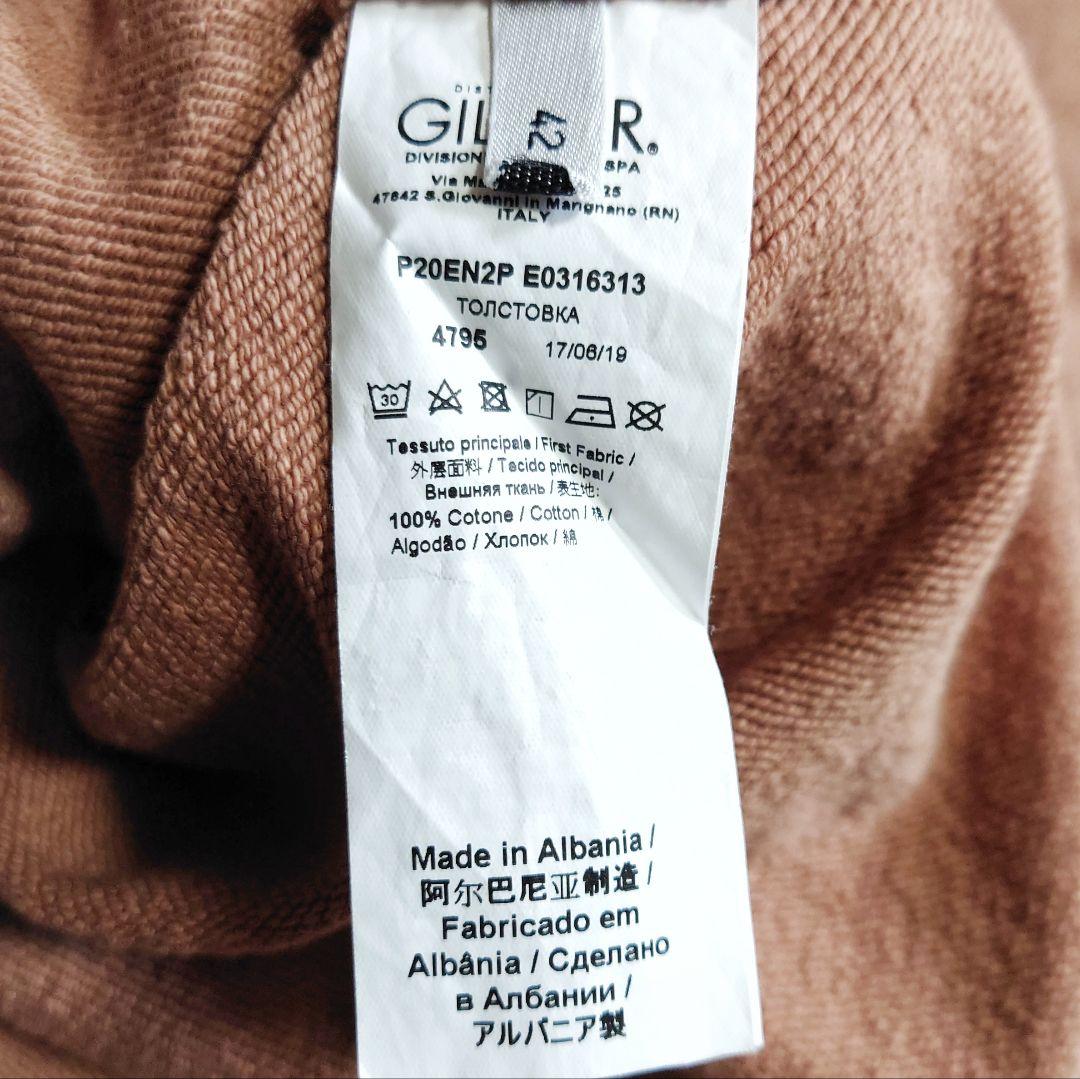 42
DIVISION SPA
Via 25
47842 S.Giovanni in Marignano (RN)
ITALY
P20EN2P E0316313
ТОЛСТОВКА
4795 17/06/19
30
Tessuto principale / First Fabric /
外层面料 / Tecido principal /
Внешняя ткань / 表生地:
100% Cotone / Cotton / 棉 /
Algodão / Хлопок / 綿
Made in Albania /
阿尔巴尼亚制造 /
Fabricado em
Albânia / Сделано
в Албании /
アルバニア製